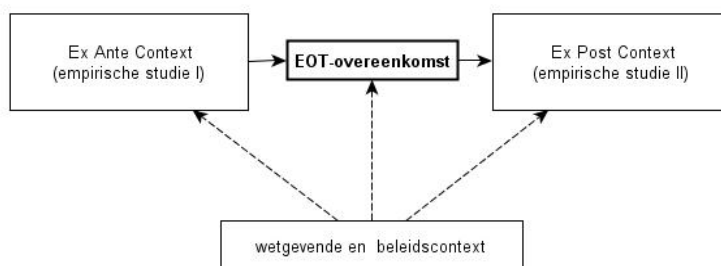 Ex Ante Context
(empirische studie I)
EOT-overeenkomst
Ex Post Context
(empirische studie II)
wetgevende en beleidscontext